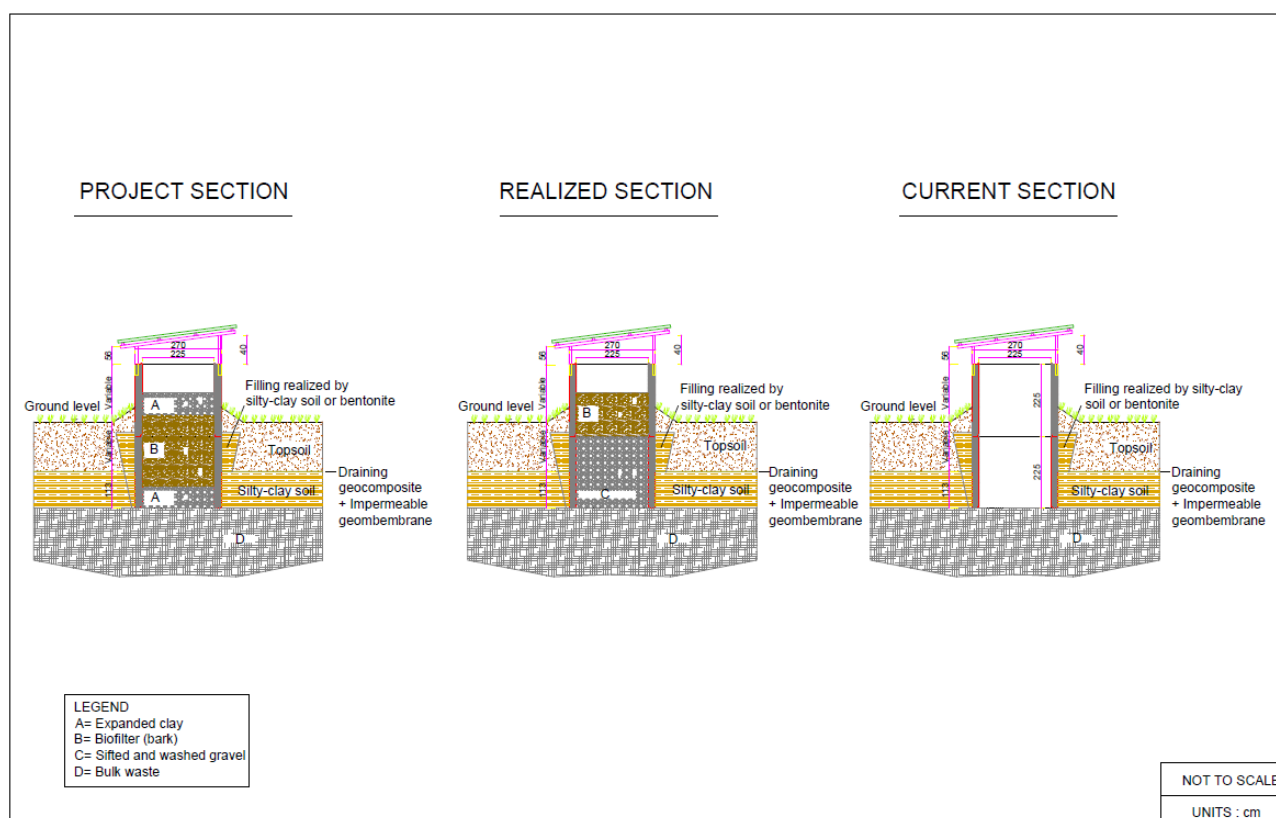 PROJECT SECTION
REALIZED SECTION
CURRENT SECTION
270
225
56
40
Variable
Variable
113
A
B
A
D
Ground level
Filling realized by
silty-clay soil or bentonite
Topsoil
Silty-clay soil
Draining
geocomposite
+ Impermeable
geombembrane
270
225
56
40
Variable
Variable
113
B
C
D
Ground level
Filling realized by
silty-clay soil or bentonite
Topsoil
Silty-clay soil
Draining
geocomposite
+ Impermeable
geombembrane
270
225
56
40
Variable
Variable
113
225
225
D
Ground level
Filling realized by silty-clay
soil or bentonite
Topsoil
Silty-clay soil
Draining
geocomposite
+ Impermeable
geombembrane
LEGEND
A= Expanded clay
B= Biofilter (bark)
C= Sifted and washed gravel
D= Bulk waste
NOT TO SCALE
UNITS : cm